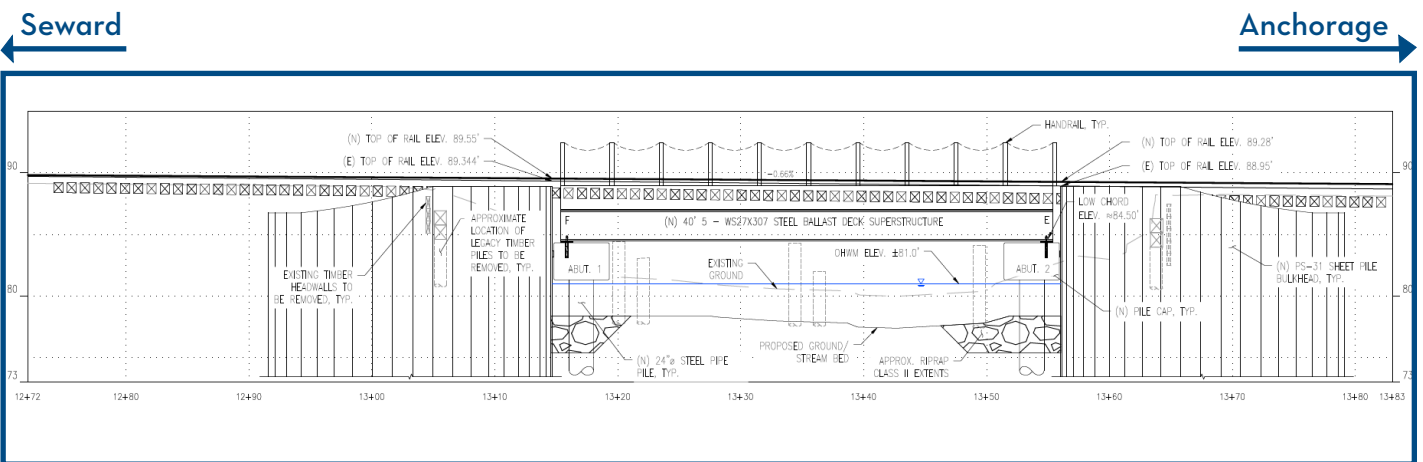 Seward
Anchorage
HANDRAIL, TYP.
(N) TOP OF RAIL ELEV. 89.55'
(E) TOP OF RAIL ELEV. 89.344'
(N) TOP OF RAIL ELEV. 89.28'
(E) TOP OF RAIL ELEV. 88.95'
90
-0.66%
90
APPROXIMATE
LOCATION OF
LEGACY TIMBER
PILES TO BE
REMOVED, TYP.
F
(N) 40' 5 - WS27X307 STEEL BALLAST DECK SUPERSTRUCTURE
E
LOW CHORD
ELEV. ≈84.50'
EXISTING TIMBER
HEADWALLS TO
BE REMOVED, TYP.
ABUT. 1
EXISTING
GROUND
OHWM ELEV. ±81.0'
ABUT. 2
(N) PS-31 SHEET PILE
BULKHEAD, TYP.
80
80
(N) PILE CAP, TYP.
(N) 24"ø STEEL PIPE
PILE, TYP.
PROPOSED GROUND/
STREAM BED
APPROX. RIPRAP
CLASS II EXTENTS
73
73
12+72
12+80
12+90
13+00
13+10
13+20
13+30
13+40
13+50
13+60
13+70
13+80
13+83